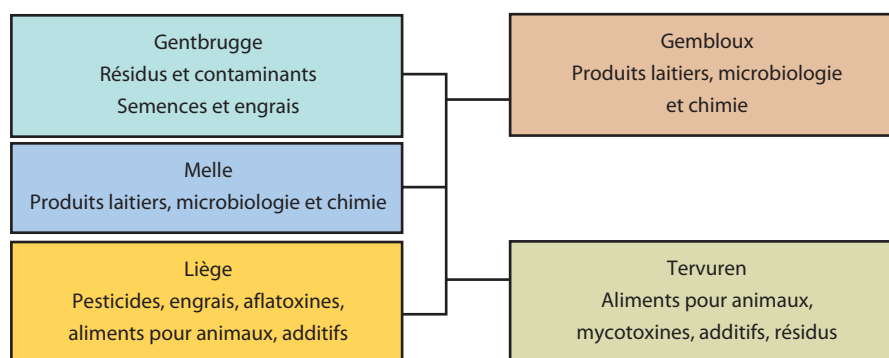 Gentbrugge
Résidus et contaminants
Semences et engrais
Gembloux
Produits laitiers, microbiologie
et chimie
Melle
Produits laitiers, microbiologie et chimie
Liège
Pesticides, engrais, aflatoxines,
aliments pour animaux, additifs
Tervuren
Aliments pour animaux,
mycotoxines, additifs, résidus